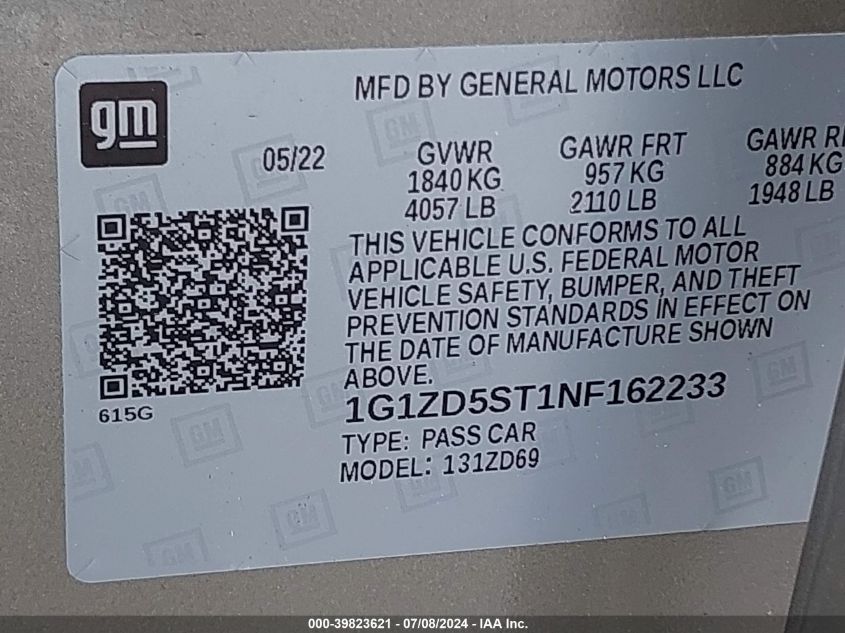 MFD BY GENERAL MOTORS LLC
gm
05/22
GVWR GAWR FRT GAWR
1840 KG 957 KG 884 KG
4057 LB 2110 LB 1948 LB
THIS VEHICLE CONFORMS TO ALL
APPLICABLE U.S. FEDERAL MOTOR
VEHICLE SAFETY, BUMPER, AND THEFT
PREVENTION STANDARDS IN EFFECT ON
THE DATE OF MANUFACTURE SHOWN
ABOVE.
615G
1G1ZD5ST1NF162233
TYPE: PASS CAR
MODEL: 131ZD69
000-39823621 / 07/08/2024 - IAA Inc.